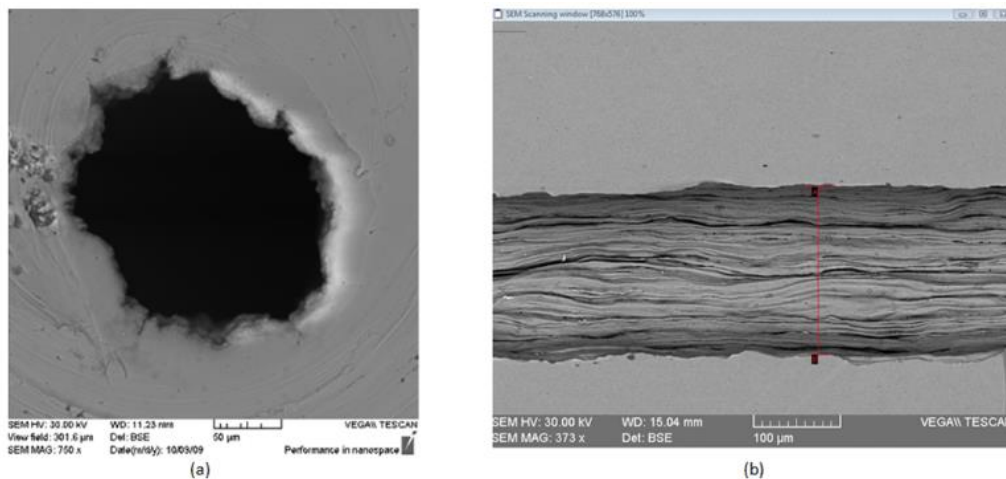 SEM Scanning window [768x576] 100%
SEM HV: 30.00 kV WD: 11.23 mm VEGA\\ TESCAN
View field: 301.6 µm Det: BSE 50 µm
SEM MAG: 750 x Date(m/d/y): 10/09/09 Performance in nanospace
SEM HV: 30.00 kV WD: 15.04 mm VEGA\\ TESCAN
SEM MAG: 373 x Det: BSE 100 µm
(a)
(b)